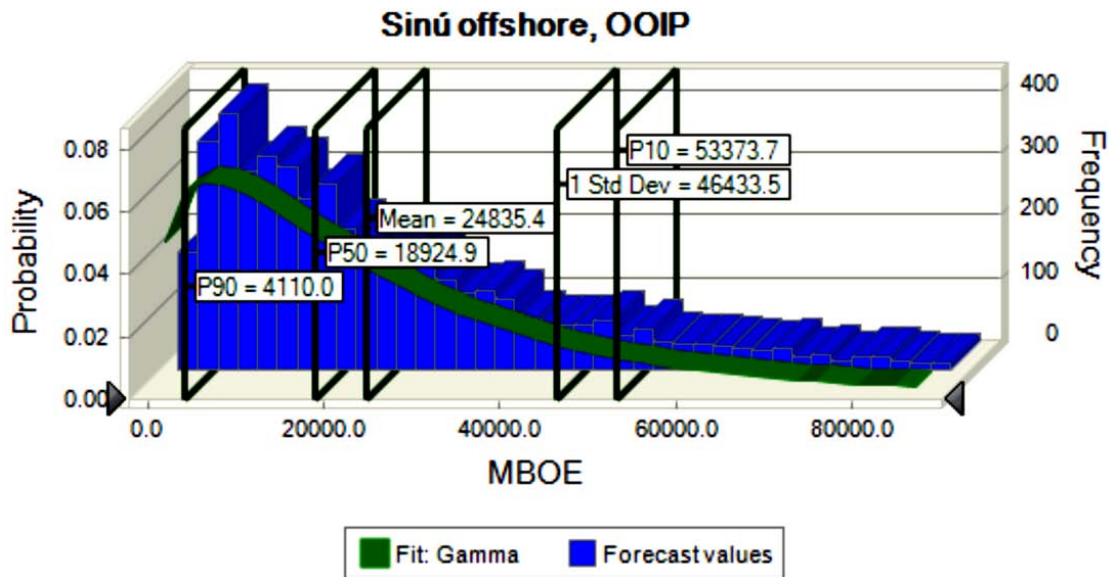 Sinú offshore, OOIP
Probability
0.08
0.06
0.04
0.02
0.00
400
300
200
100
0
Frequency
P10 = 53373.7
1 Std Dev = 46433.5
Mean = 24835.4
P50 = 18924.9
P90 = 4110.0
0.0 20000.0 40000.0 60000.0 80000.0
MBOE
Fit: Gamma Forecast values